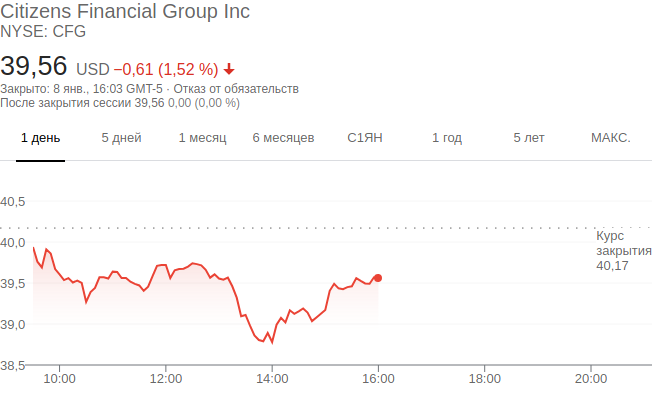 Citizens Financial Group Inc
NYSE: CFG
39,56 USD −0,61 (1,52 %)
Закрыто: 8 янв., 16:03 GMT-5 · Отказ от обязательств
После закрытия сессии 39,56 0,00 (0,00 %)
1 день 5 дней 1 месяц 6 месяцев С1ЯН 1 год 5 лет МАКС.
40,5
Курс
40,0
закрытия
40,17
39,5
39,0
38,5
10:00 12:00 14:00 16:00 18:00 20:00